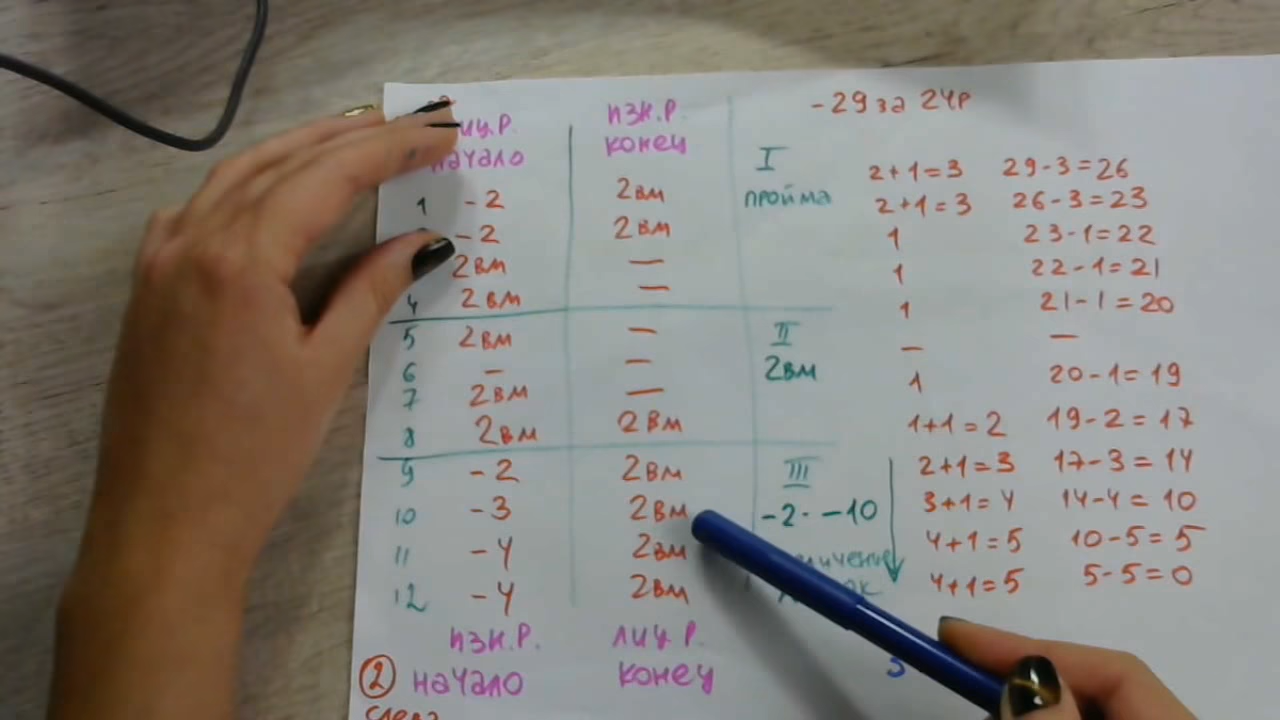 -29 за 24р
изн.р.
начало конец
1 -2 2вм I 2+1=3 29-3=26
-2 2вм пройма 2+1=3 26-3=23
2вм — 1 23-1=22
4 2вм — 1 22-1=21
5 2вм — II 1 21-1=20
6 – – 2вм — —
7 2вм — 1 20-1=19
8 2вм 2вм 1+1=2 19-2=17
9 -2 2вм III 2+1=3 17-3=14
10 -3 2вм -2 · -10 3+1=4 14-4=10
11 -4 2вм 4+1=5 10-5=5
12 -4 2вм 4+1=5 5-5=0
изн.р. лиц.р.
2 начало конец